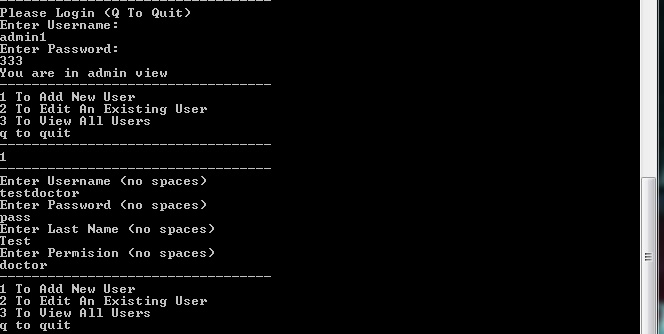 ---------------------------------
Please Login (Q To Quit)
Enter Username:
admin1
Enter Password:
333
You are in admin view
---------------------------------
1 To Add New User
2 To Edit An Existing User
3 To View All Users
q to quit
---------------------------------
1
---------------------------------
Enter Username (no spaces)
testdoctor
Enter Password (no spaces)
pass
Enter Last Name (no spaces)
Test
Enter Permision (no spaces)
doctor
---------------------------------
1 To Add New User
2 To Edit An Existing User
3 To View All Users
q to quit